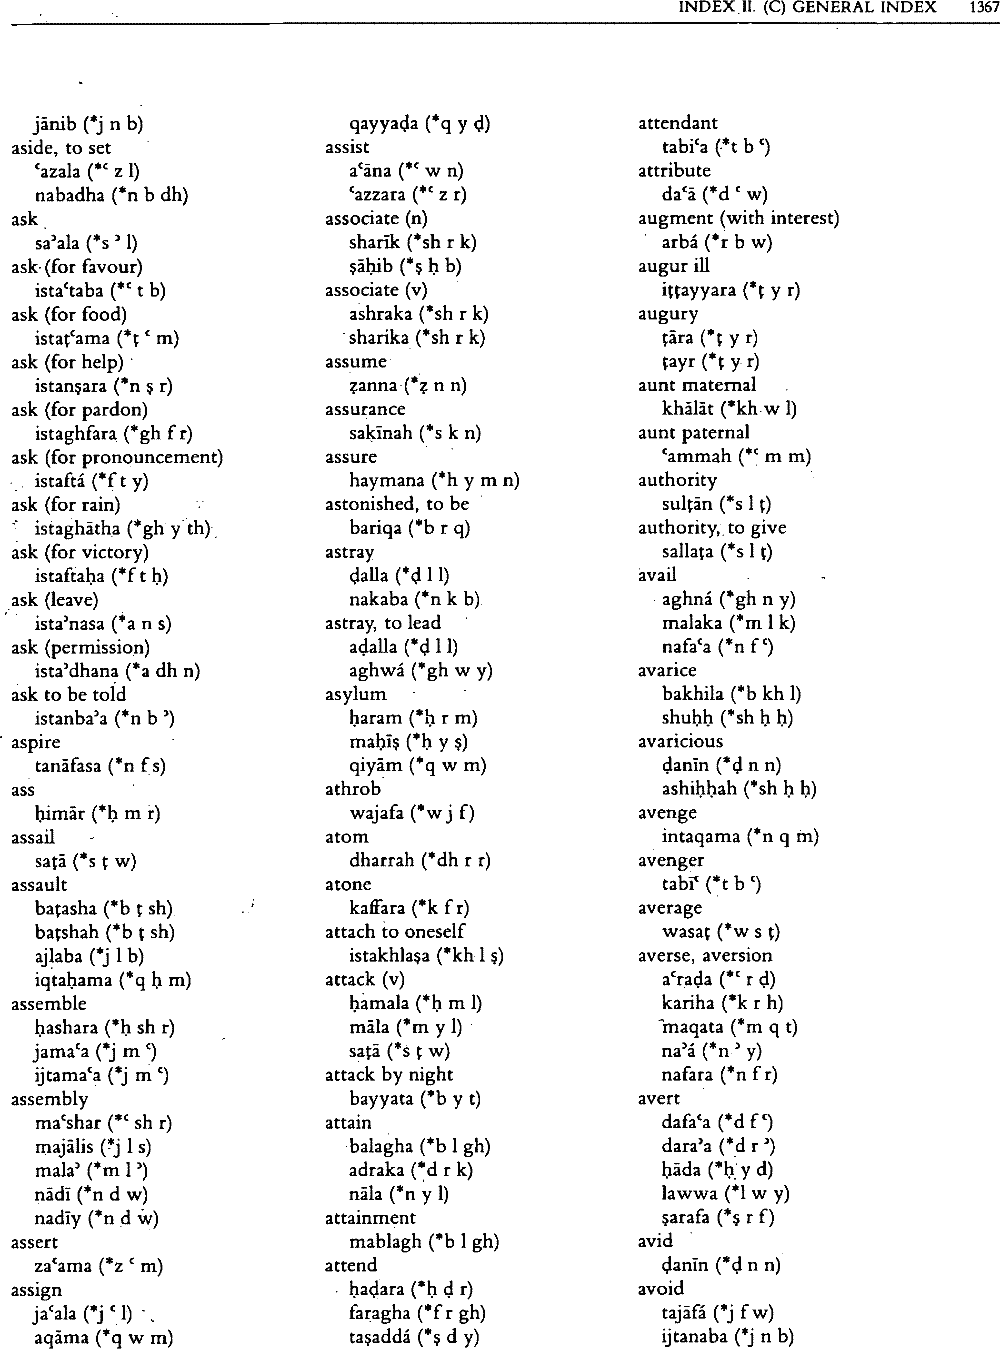 INDEX II. (C) GENERAL INDEX 1367
jānib (*j n b)
aside, to set
ʿazala (*ʿ z l)
nabadha (*n b dh)
ask
saʾala (*s ʾ l)
ask (for favour)
istaʿtaba (*ʿ t b)
ask (for food)
istaṭʿama (*ṭ ʿ m)
ask (for help)
istanṣara (*n ṣ r)
ask (for pardon)
istaghfara (*gh f r)
ask (for pronouncement)
istaftá (*f t y)
ask (for rain)
istaghātha (*gh y th)
ask (for victory)
istaftaḥa (*f t ḥ)
ask (leave)
istaʾnasa (*a n s)
ask (permission)
istaʾdhana (*a dh n)
ask to be told
istanbaʾa (*n b ʾ)
aspire
tanāfasa (*n f s)
ass
ḥimār (*ḥ m r)
assail
saṭā (*s ṭ w)
assault
baṭasha (*b ṭ sh)
baṭshah (*b ṭ sh)
ajlaba (*j l b)
iqtaḥama (*q ḥ m)
assemble
ḥashara (*ḥ sh r)
jamaʿa (*j m ʿ)
ijtamaʿa (*j m ʿ)
assembly
maʿshar (*ʿ sh r)
majālis (*j l s)
malaʾ (*m l ʾ)
nādī (*n d w)
nadīy (*n d w)
assert
zaʿama (*z ʿ m)
assign
jaʿala (*j ʿ l)
aqāma (*q w m)
qayyaḍa (*q y ḍ)
assist
aʿāna (*ʿ w n)
ʿazzara (*ʿ z r)
associate (n)
sharīk (*sh r k)
ṣāḥib (*ṣ ḥ b)
associate (v)
ashraka (*sh r k)
sharika (*sh r k)
assume
ẓanna (*ẓ n n)
assurance
sakīnah (*s k n)
assure
haymana (*h y m n)
astonished, to be
bariqa (*b r q)
astray
ḍalla (*ḍ l l)
nakaba (*n k b)
astray, to lead
aḍalla (*ḍ l l)
aghwá (*gh w y)
asylum
ḥaram (*ḥ r m)
maḥīṣ (*ḥ y ṣ)
qiyām (*q w m)
athrob
wajafa (*w j f)
atom
dharrah (*dh r r)
atone
kaffara (*k f r)
attach to oneself
istakhlaṣa (*kh l ṣ)
attack (v)
ḥamala (*ḥ m l)
māla (*m y l)
saṭā (*s ṭ w)
attack by night
bayyata (*b y t)
attain
balagha (*b l gh)
adraka (*d r k)
nāla (*n y l)
attainment
mablagh (*b l gh)
attend
ḥaḍara (*ḥ ḍ r)
faragha (*f r gh)
taṣaddá (*ṣ d y)
attendant
tabiʿa (*t b ʿ)
attribute
daʿā (*d ʿ w)
augment (with interest)
arbá (*r b w)
augur ill
iṭṭayyara (*ṭ y r)
augury
ṭāra (*ṭ y r)
ṭayr (*ṭ y r)
aunt maternal
khālāt (*kh w l)
aunt paternal
ʿammah (*ʿ m m)
authority
sulṭān (*s l ṭ)
authority, to give
sallaṭa (*s l ṭ)
avail
aghná (*gh n y)
malaka (*m l k)
nafaʿa (*n f ʿ)
avarice
bakhila (*b kh l)
shuḥḥ (*sh ḥ ḥ)
avaricious
ḍanīn (*ḍ n n)
ashiḥḥah (*sh ḥ ḥ)
avenge
intaqama (*n q m)
avenger
tabīʿ (*t b ʿ)
average
wasaṭ (*w s ṭ)
averse, aversion
aʿraḍa (*ʿ r ḍ)
kariha (*k r h)
maqata (*m q t)
naʾá (*n ʾ y)
nafara (*n f r)
avert
dafaʿa (*d f ʿ)
daraʾa (*d r ʾ)
ḥāda (*ḥ y d)
lawwa (*l w y)
ṣarafa (*ṣ r f)
avid
ḍanīn (*ḍ n n)
avoid
tajāfá (*j f w)
ijtanaba (*j n b)